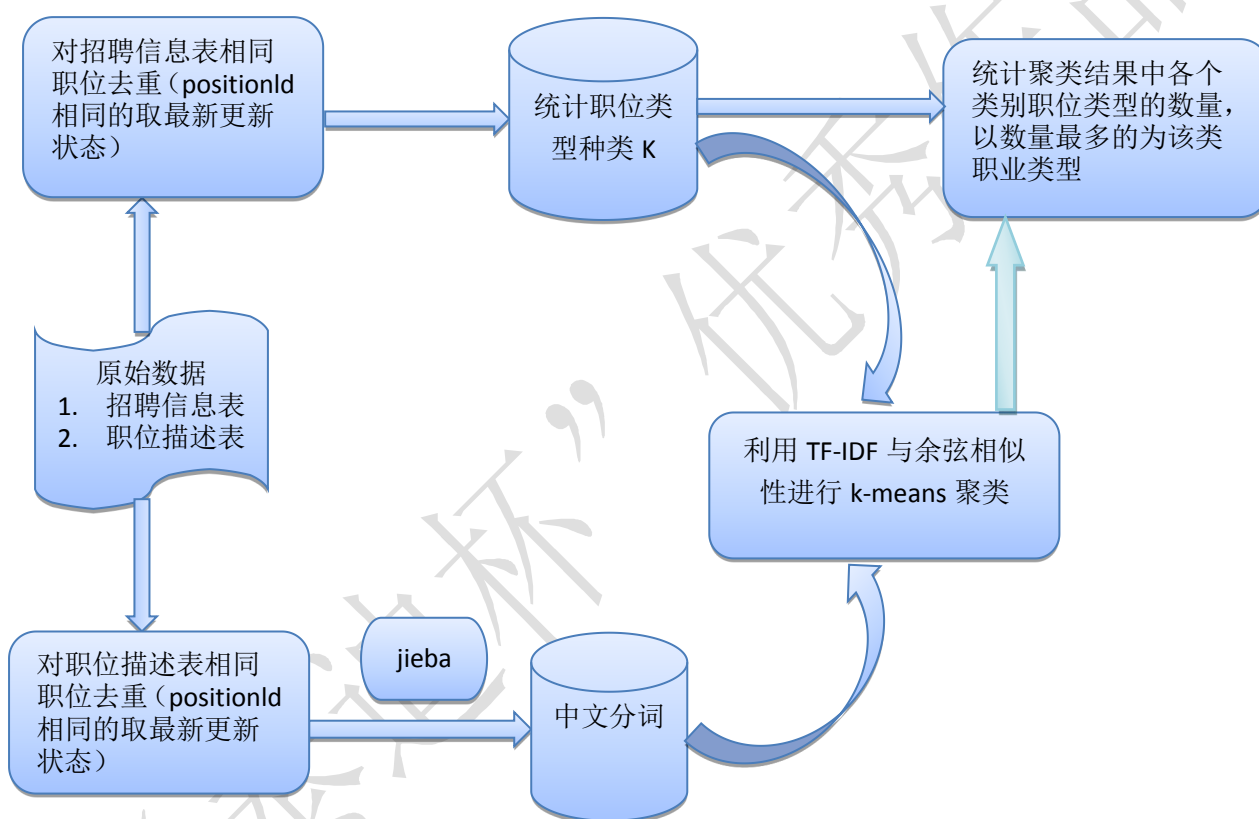 对招聘信息表相同
职位去重（positionId
相同的取最新更新
状态）
统计职位类
型种类 K
统计聚类结果中各个
类别职位类型的数量，
以数量最多的为该类
职业类型
原始数据
1. 招聘信息表
2. 职位描述表
利用 TF-IDF 与余弦相似
性进行 k-means 聚类
对职位描述表相同
职位去重（positionId
相同的取最新更新
状态）
jieba
中文分词
杯”优秀